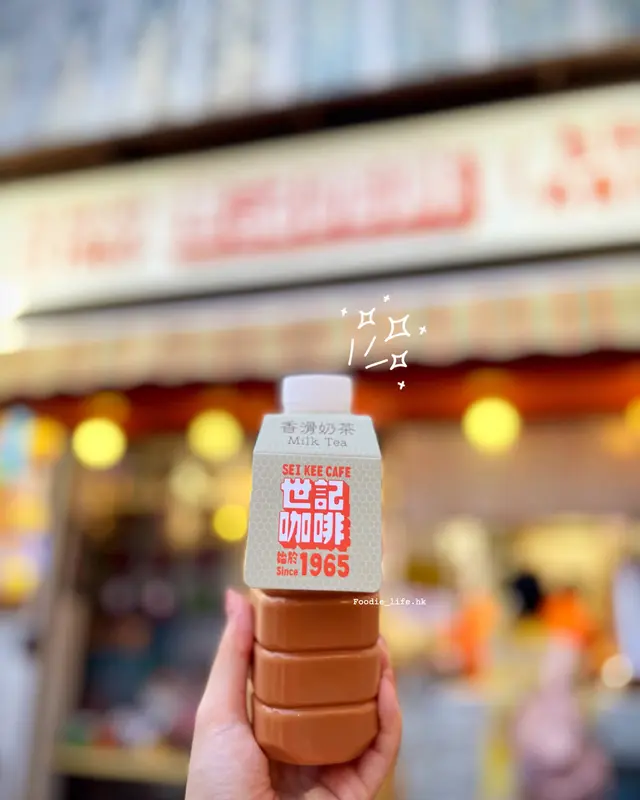 香滑奶茶
Milk Tea
SEI KEE CAFE
世記
咖啡
始於
Since 1965
Foodie_life.hk